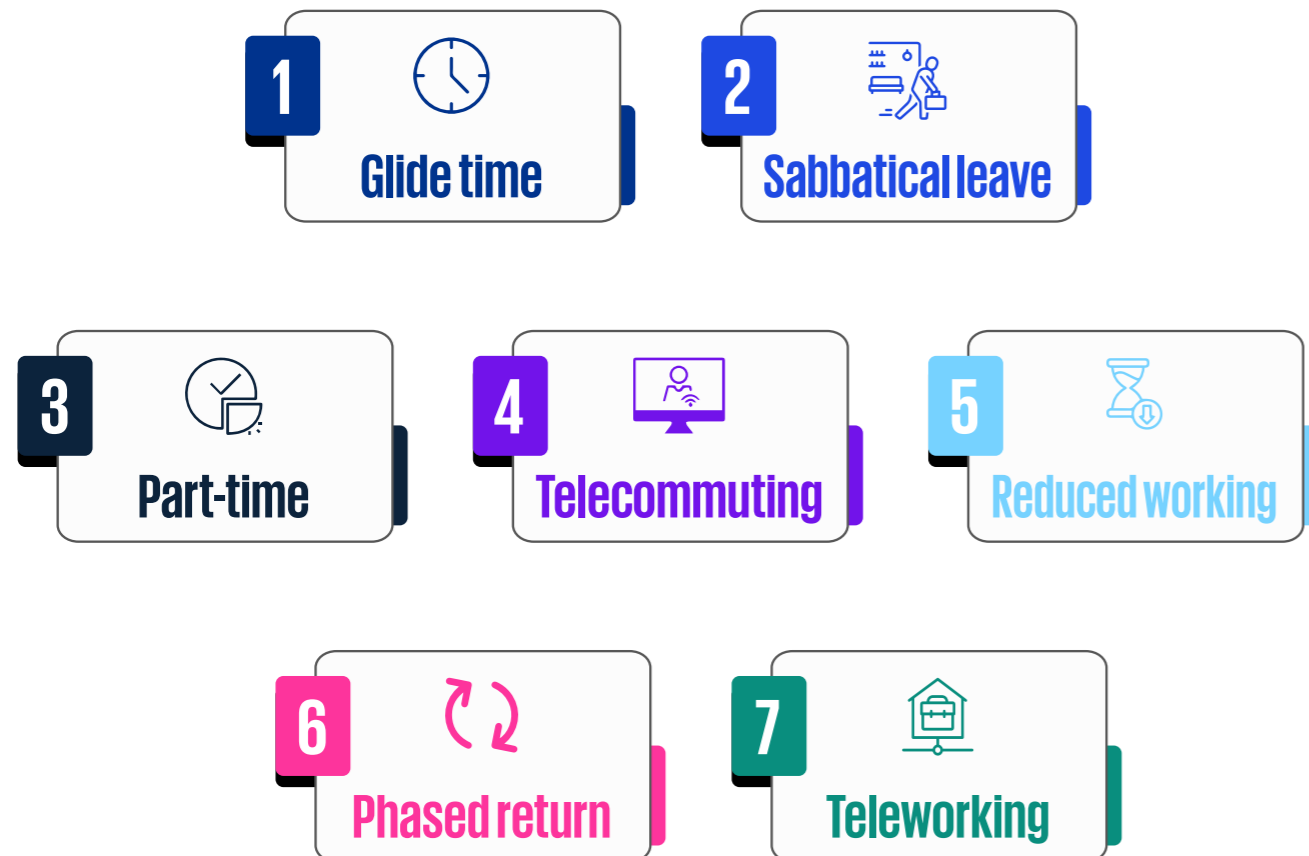 1
Glide time
2
Sabbatical leave
3
Part-time
4
Telecommuting
5
Reduced working
6
Phased return
7
Teleworking